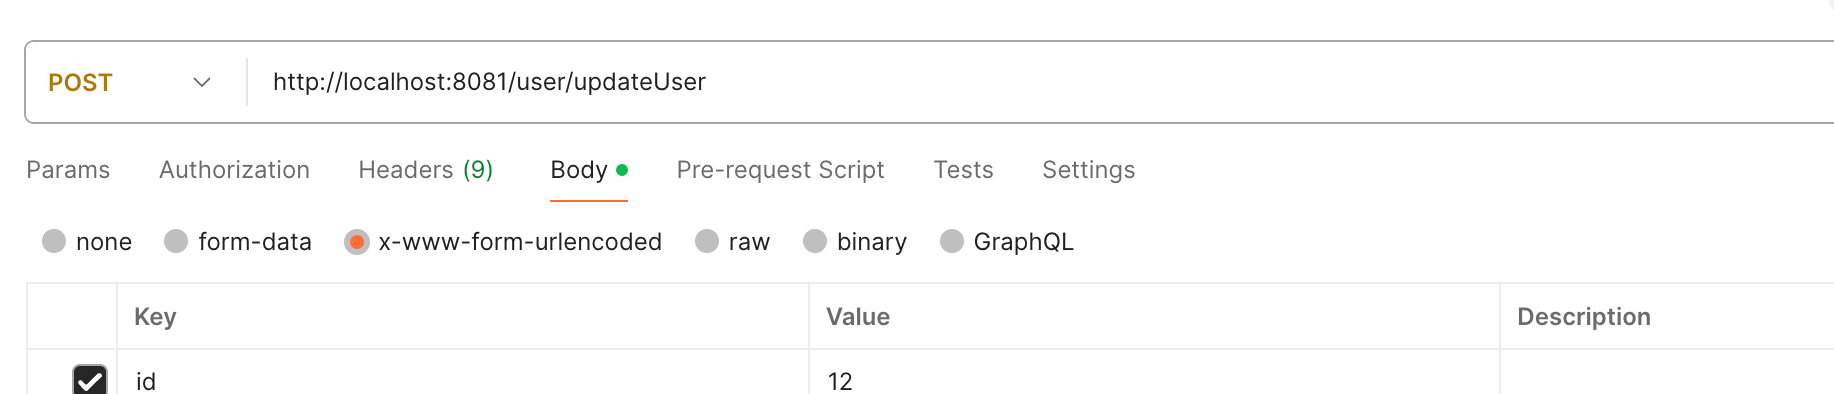 POST http://localhost:8081/user/updateUser
Params Authorization Headers (9) Body Pre-request Script Tests Settings
none form-data x-www-form-urlencoded raw binary GraphQL
Key Value Description
id 12